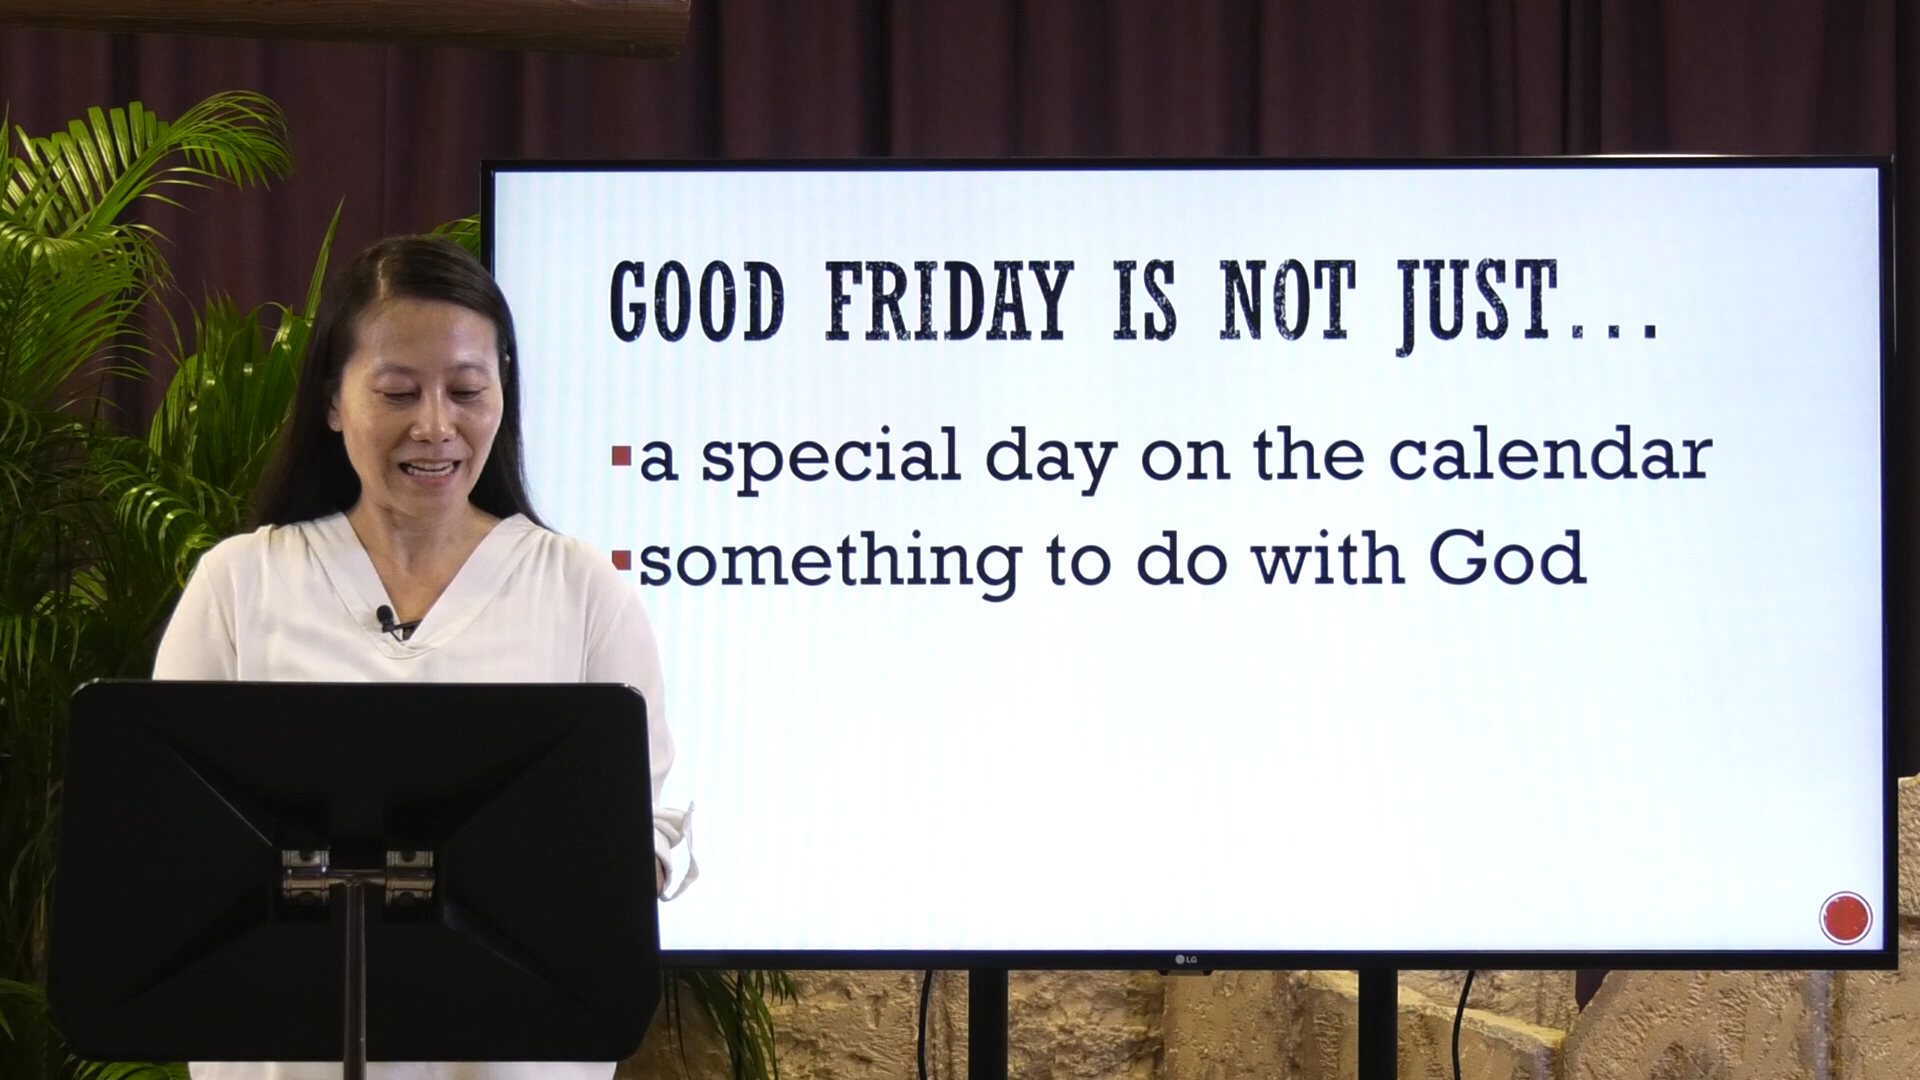 GOOD FRIDAY IS NOT JUST...
a special day on the calendar
something to do with God
LG